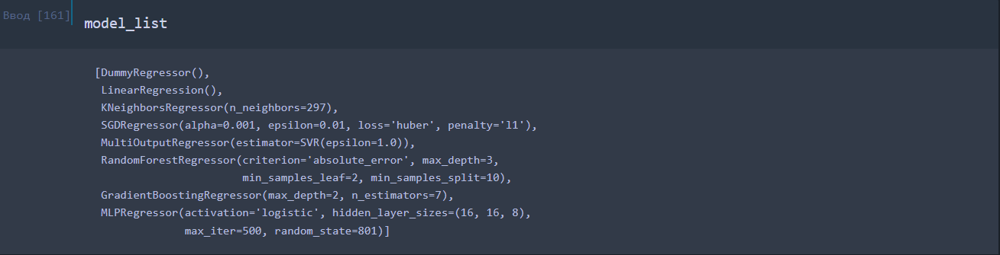 Ввод [161]
model_list
[DummyRegressor(),
LinearRegression(),
KNeighborsRegressor(n_neighbors=297),
SGDRegressor(alpha=0.001, epsilon=0.01, loss='huber', penalty='l1'),
MultiOutputRegressor(estimator=SVR(epsilon=1.0)),
RandomForestRegressor(criterion='absolute_error', max_depth=3,
min_samples_leaf=2, min_samples_split=10),
GradientBoostingRegressor(max_depth=2, n_estimators=7),
MLPRegressor(activation='logistic', hidden_layer_sizes=(16, 16, 8),
max_iter=500, random_state=801)]